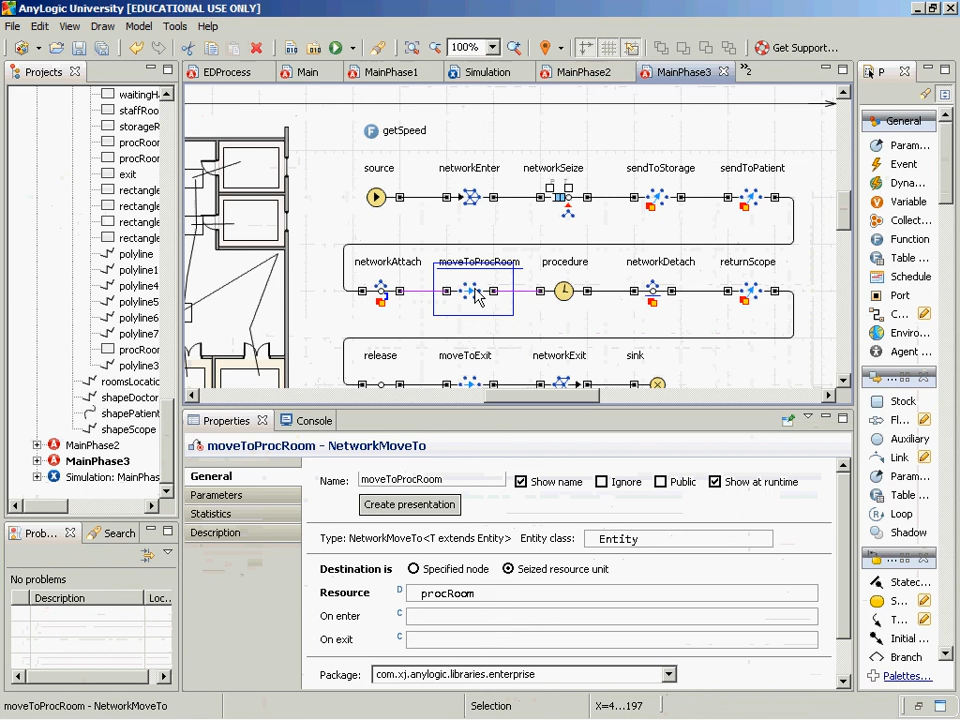 AnyLogic University [EDUCATIONAL USE ONLY]
File Edit View Draw Model Tools Help
100% Get Support...
Projects
EDProcess Main MainPhase1 Simulation MainPhase2 MainPhase3 »2
P
waitingH
staffRoo
storageR
procRoor
procRoor
exit
rectangle
rectangle
rectangle
rectangle
polyline
polyline1
polyline4
polyline5
polyline6
polyline7
procRoor
polyline3
roomsLocatio
shapeDoctor
shapePatient
shapeScope
MainPhase2
MainPhase3
Simulation: MainPhas
getSpeed
source networkEnter networkSeize sendToStorage sendToPatient
networkAttach moveToProcRoom procedure networkDetach returnScope
release moveToExit networkExit sink
General
Param...
Event
Dyna...
Variable
Collect...
Function
Table ...
Schedule
Port
C...
Enviro...
Agent ...
Stock
Fl...
Auxiliary
Link
Param...
Table ...
Loop
Shadow
Statec...
S...
T...
Initial ...
Branch
Palettes...
Prob... Search
No problems
Description Loc...
Properties Console
moveToProcRoom - NetworkMoveTo
General
Parameters
Statistics
Description
Name: moveToProcRoom Show name Ignore Public Show at runtime
Create presentation
Type: NetworkMoveTo<T extends Entity> Entity class: Entity
Destination is Specified node Seized resource unit
Resource D procRoom
On enter C
On exit C
Package: com.xj.anylogic.libraries.enterprise
moveToProcRoom - NetworkMoveTo Selection X=4...197